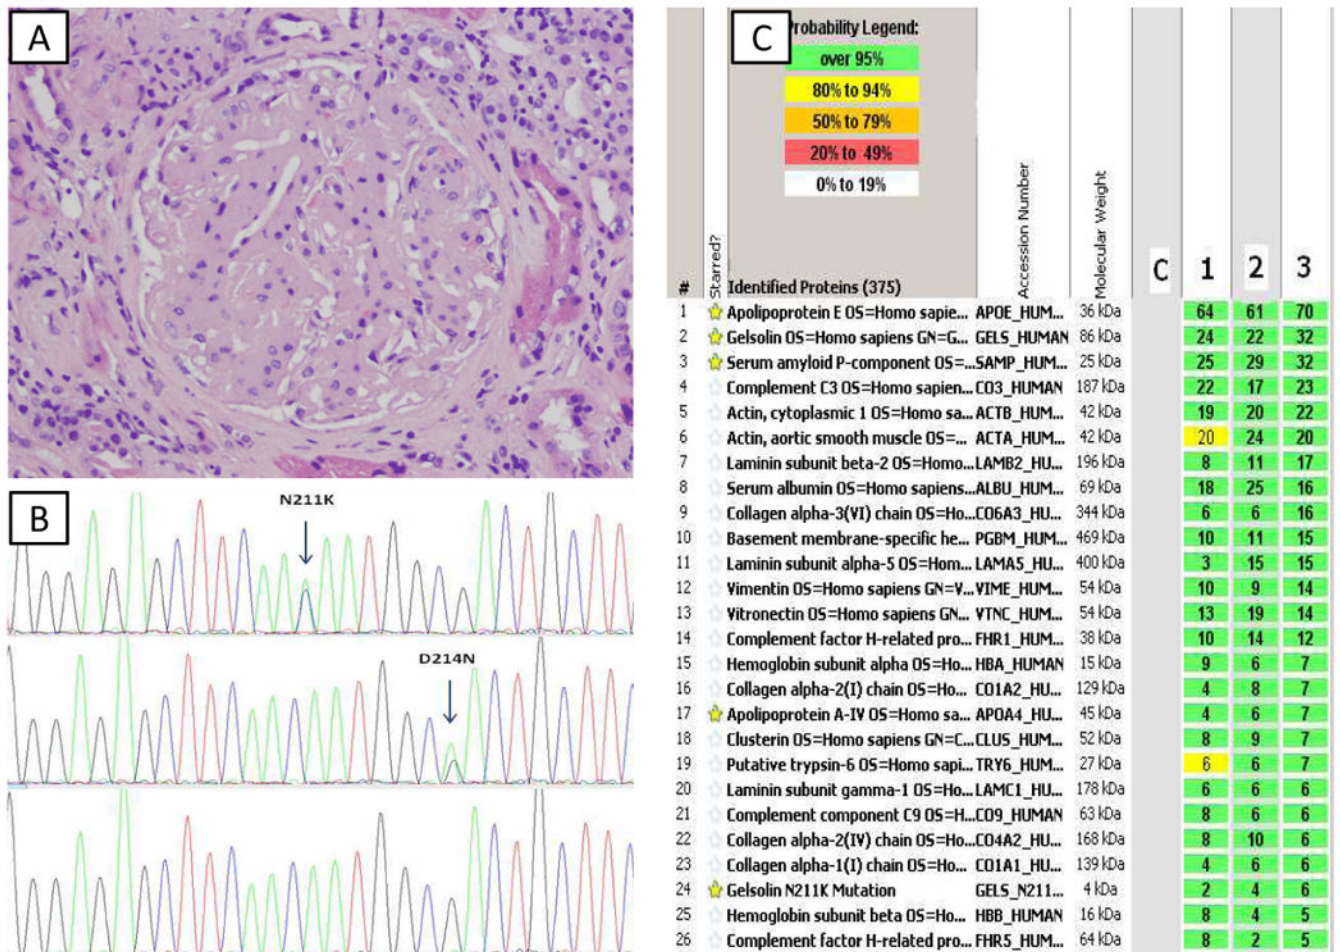 A
B
N211K
D214N
C
Probability Legend:
over 95%
80% to 94%
50% to 79%
20% to 49%
0% to 19%
# Starred? Identified Proteins (375) Accession Number Molecular Weight C 1 2 3
1 Apolipoprotein E OS=Homo sapie... APOE_HUM... 36 kDa 64 61 70
2 Gelsolin OS=Homo sapiens GN=G... GELS_HUMAN 86 kDa 24 22 32
3 Serum amyloid P-component OS=... SAMP_HUM... 25 kDa 25 29 32
4 Complement C3 OS=Homo sapien... CO3_HUMAN 187 kDa 22 17 23
5 Actin, cytoplasmic 1 OS=Homo sa... ACTB_HUM... 42 kDa 19 20 22
6 Actin, aortic smooth muscle OS=... ACTA_HUM... 42 kDa 20 24 20
7 Laminin subunit beta-2 OS=Homo... LAMB2_HU... 196 kDa 8 11 17
8 Serum albumin OS=Homo sapiens... ALBU_HUM... 69 kDa 18 25 16
9 Collagen alpha-3(VI) chain OS=Ho... CO6A3_HU... 344 kDa 6 6 16
10 Basement membrane-specific he... PGBM_HUM... 469 kDa 10 11 15
11 Laminin subunit alpha-5 OS=Hom... LAMA5_HU... 400 kDa 3 15 15
12 Vimentin OS=Homo sapiens GN=V... VIME_HUM... 54 kDa 10 9 14
13 Vitronectin OS=Homo sapiens GN... VTNC_HUM... 54 kDa 13 19 14
14 Complement factor H-related pro... FHR1_HUM... 38 kDa 10 14 12
15 Hemoglobin subunit alpha OS=Ho... HBA_HUMAN 15 kDa 9 6 7
16 Collagen alpha-2(I) chain OS=Ho... CO1A2_HU... 129 kDa 4 8 7
17 Apolipoprotein A-IV OS=Homo sa... APOA4_HU... 45 kDa 4 6 7
18 Clusterin OS=Homo sapiens GN=C... CLUS_HUM... 52 kDa 8 9 7
19 Putative trypsin-6 OS=Homo sapi... TRY6_HUM... 27 kDa 6 6 7
20 Laminin subunit gamma-1 OS=Ho... LAMC1_HU... 178 kDa 6 6 6
21 Complement component C9 OS=H... CO9_HUMAN 63 kDa 8 6 6
22 Collagen alpha-2(IV) chain OS=Ho... CO4A2_HU... 168 kDa 8 10 6
23 Collagen alpha-1(I) chain OS=Ho... CO1A1_HU... 139 kDa 4 6 6
24 Gelsolin N211K Mutation GELS_N211... 4 kDa 2 4 6
25 Hemoglobin subunit beta OS=Ho... HBB_HUMAN 16 kDa 8 4 5
26 Complement factor H-related pro... FHR5_HUM... 64 kDa 8 2 5